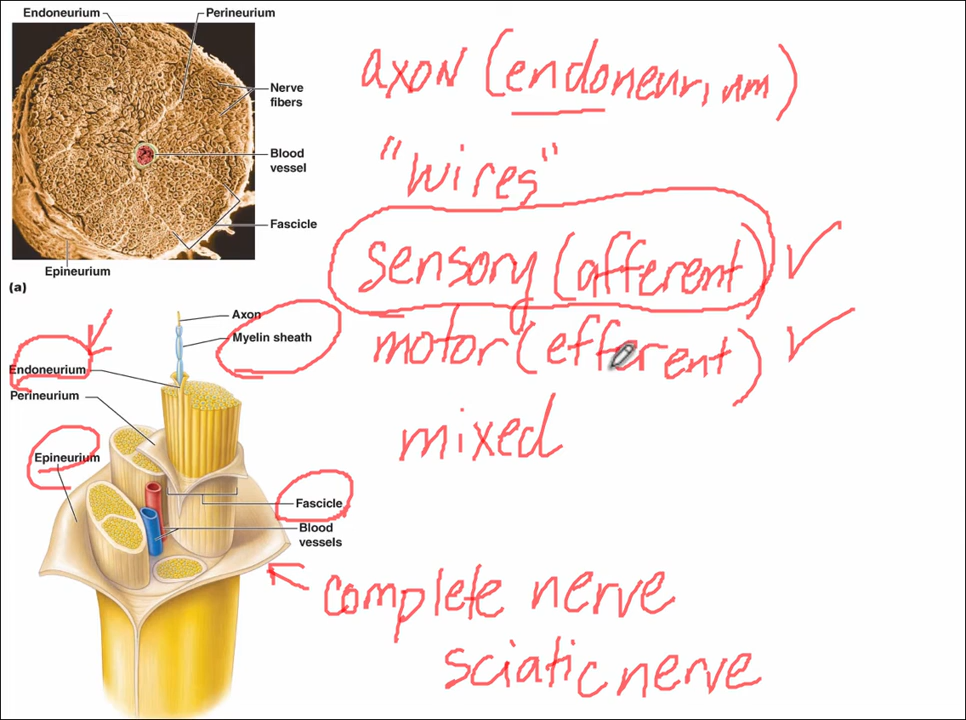 Endoneurium
Perineurium
Nerve
fibers
Blood
vessel
Fascicle
Epineurium
(a)
Axon
Myelin sheath
Endoneurium
Perineurium
Epineurium
Fascicle
Blood
vessels
axon (endoneurium)
"wires"
sensory (afferent)
motor (efferent)
mixed
complete nerve
sciatic nerve